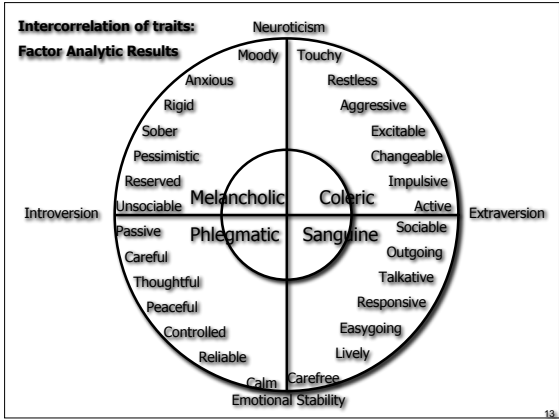 Intercorrelation of traits:
Factor Analytic Results
Neuroticism
Moody Touchy
Anxious Restless
Rigid Aggressive
Sober Excitable
Pessimistic Changeable
Reserved Impulsive
Melancholic Coleric
Unsociable Active
Introversion Extraversion
Passive Sociable
Phlegmatic Sanguine
Careful Outgoing
Thoughtful Talkative
Peaceful Responsive
Controlled Easygoing
Reliable Lively
Calm Carefree
Emotional Stability
13